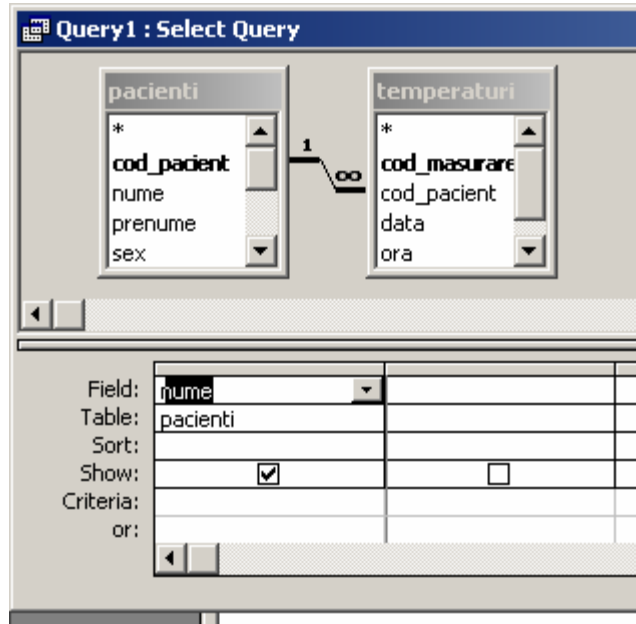 Query1 : Select Query
pacienti
*
cod_pacient
nume
prenume
sex
1
∞
temperaturi
*
cod_masurare
cod_pacient
data
ora
Field: nume
Table: pacienti
Sort:
Show:
Criteria:
or: